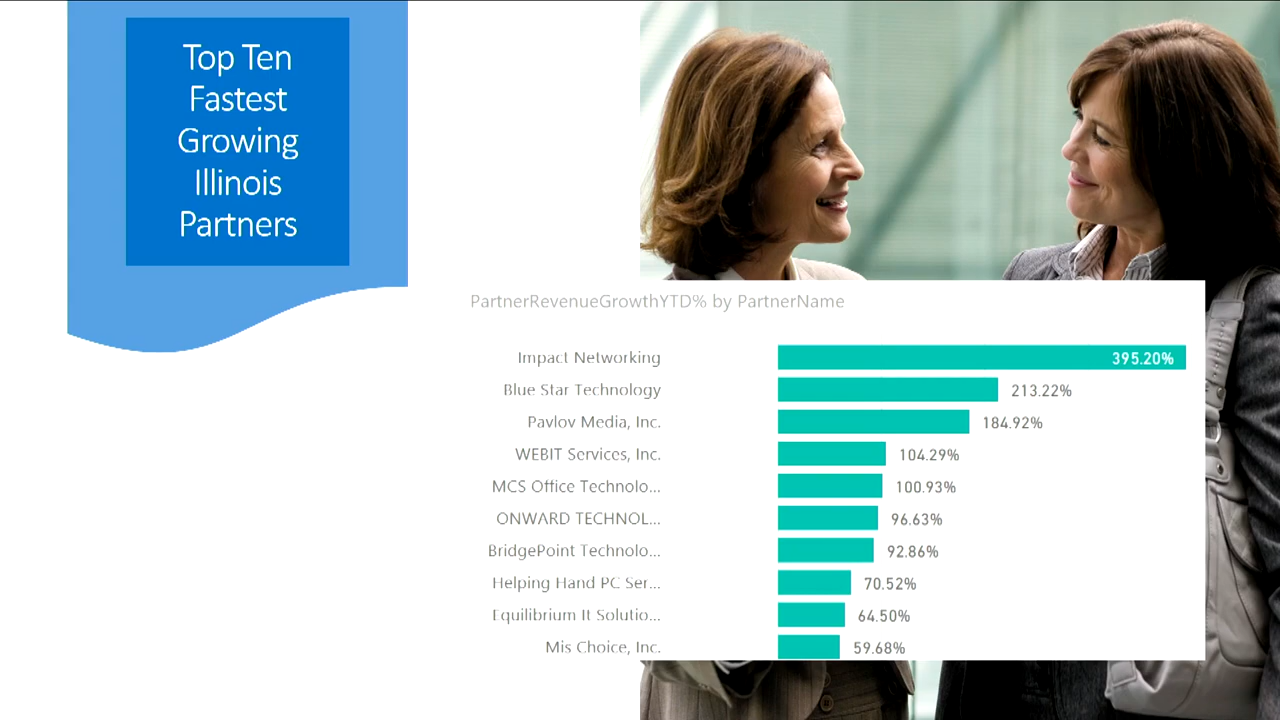 Top Ten
Fastest
Growing
Illinois
Partners
PartnerRevenueGrowthYTD% by PartnerName
Impact Networking 395.20%
Blue Star Technology 213.22%
Pavlov Media, Inc. 184.92%
WEBIT Services, Inc. 104.29%
MCS Office Technolo... 100.93%
ONWARD TECHNOL... 96.63%
BridgePoint Technolo... 92.86%
Helping Hand PC Ser... 70.52%
Equilibrium It Solutio... 64.50%
Mis Choice, Inc. 59.68%